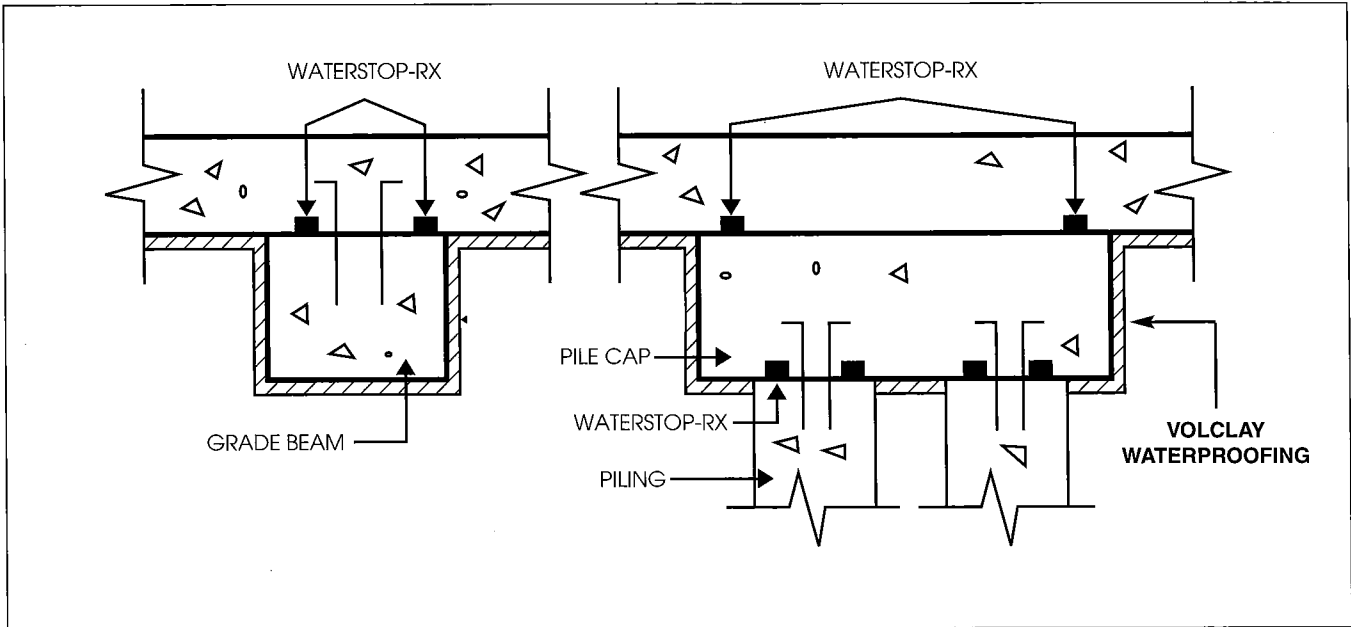 WATERSTOP-RX
WATERSTOP-RX
PILE CAP
WATERSTOP-RX
GRADE BEAM
PILING
VOLCLAY
WATERPROOFING